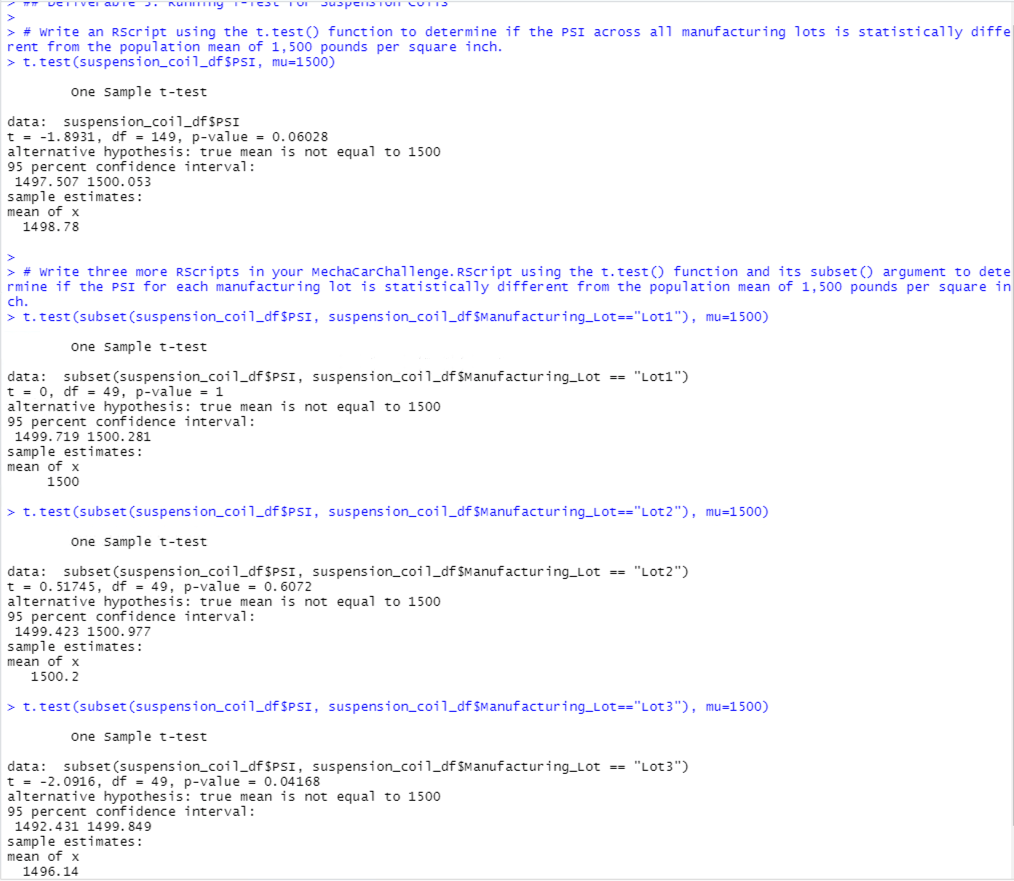 > ## Deliverable 3: Running T-Test for Suspension Coils
>
> # Write an RScript using the t.test() function to determine if the PSI across all manufacturing lots is statistically diffe
rent from the population mean of 1,500 pounds per square inch.
> t.test(suspension_coil_df$PSI, mu=1500)
One Sample t-test
data:  suspension_coil_df$PSI
t = -1.8931, df = 149, p-value = 0.06028
alternative hypothesis: true mean is not equal to 1500
95 percent confidence interval:
1497.507 1500.053
sample estimates:
mean of x
1498.78
>
> # Write three more RScripts in your MechaCarChallenge.RScript using the t.test() function and its subset() argument to dete
rmine if the PSI for each manufacturing lot is statistically different from the population mean of 1,500 pounds per square in
ch.
> t.test(subset(suspension_coil_df$PSI, suspension_coil_df$Manufacturing_Lot=="Lot1"), mu=1500)
One Sample t-test
data:  subset(suspension_coil_df$PSI, suspension_coil_df$Manufacturing_Lot == "Lot1")
t = 0, df = 49, p-value = 1
alternative hypothesis: true mean is not equal to 1500
95 percent confidence interval:
1499.719 1500.281
sample estimates:
mean of x
1500
> t.test(subset(suspension_coil_df$PSI, suspension_coil_df$Manufacturing_Lot=="Lot2"), mu=1500)
One Sample t-test
data:  subset(suspension_coil_df$PSI, suspension_coil_df$Manufacturing_Lot == "Lot2")
t = 0.51745, df = 49, p-value = 0.6072
alternative hypothesis: true mean is not equal to 1500
95 percent confidence interval:
1499.423 1500.977
sample estimates:
mean of x
1500.2
> t.test(subset(suspension_coil_df$PSI, suspension_coil_df$Manufacturing_Lot=="Lot3"), mu=1500)
One Sample t-test
data:  subset(suspension_coil_df$PSI, suspension_coil_df$Manufacturing_Lot == "Lot3")
t = -2.0916, df = 49, p-value = 0.04168
alternative hypothesis: true mean is not equal to 1500
95 percent confidence interval:
1492.431 1499.849
sample estimates:
mean of x
1496.14